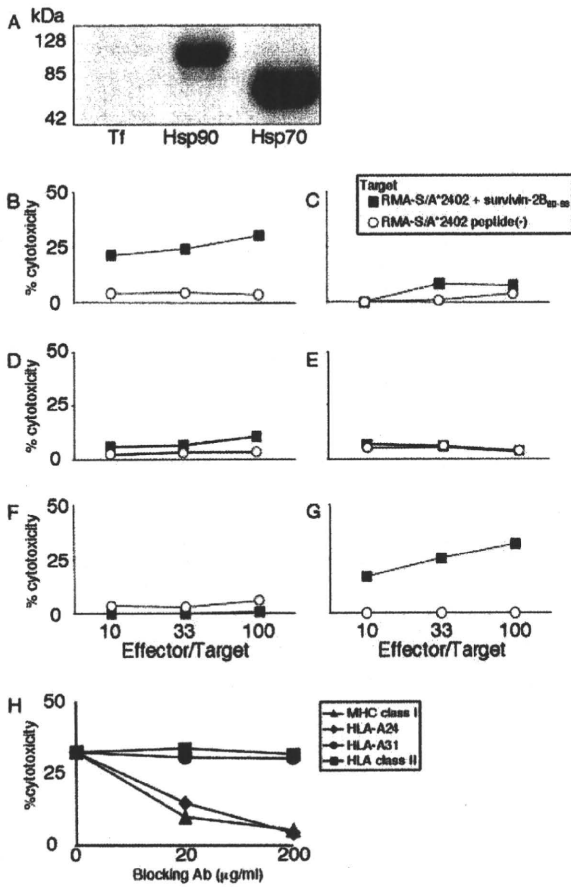 A kDa
128
85
42
Tf Hsp90 Hsp70
Target
RMA-S/A*2402 + survivin-2B
RMA-S/A*2402 peptide(-)
B
50
25
0
% cytotoxicity
C
D
50
25
0
% cytotoxicity
E
F
50
25
0
% cytotoxicity
10 33 100
Effector/Target
G
10 33 100
Effector/Target
H
50
25
0
%cytotoxicity
0 20 200
Blocking Ab (μg/ml)
MHC class I
HLA-A24
HLA-A31
HLA class II